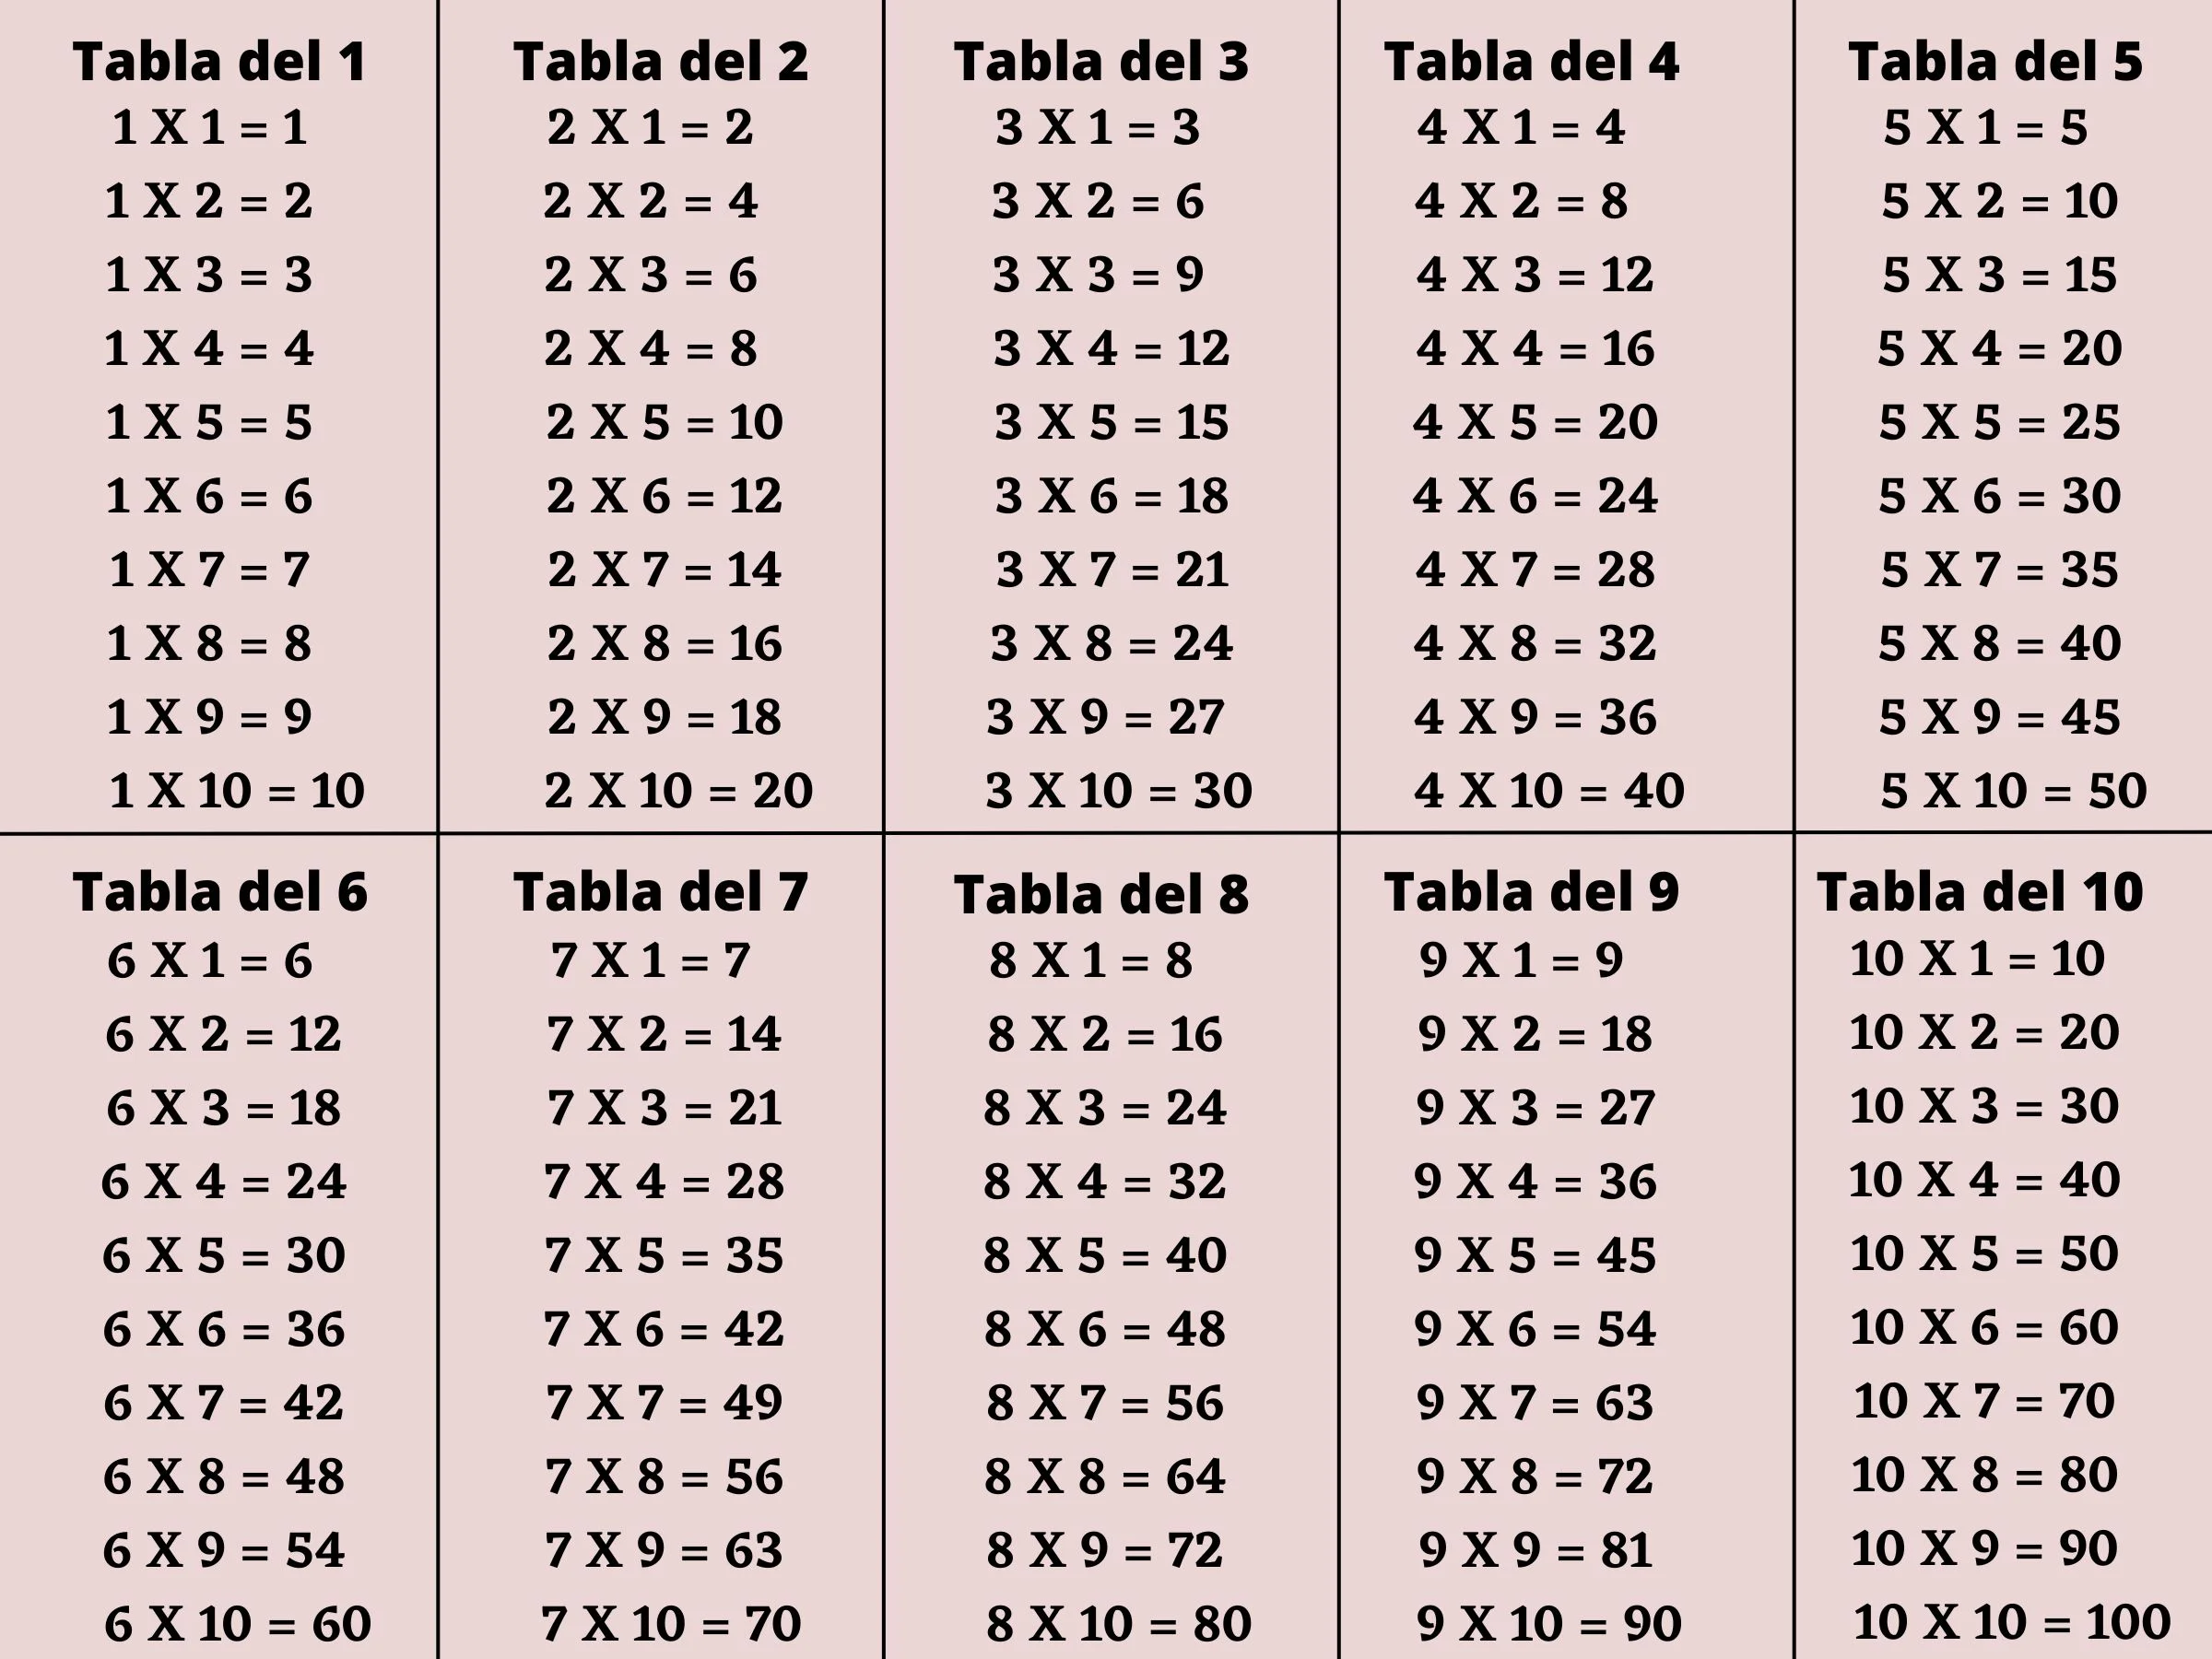 Tabla del 1
1 X 1 = 1
1 X 2 = 2
1 X 3 = 3
1 X 4 = 4
1 X 5 = 5
1 X 6 = 6
1 X 7 = 7
1 X 8 = 8
1 X 9 = 9
1 X 10 = 10
Tabla del 2
2 X 1 = 2
2 X 2 = 4
2 X 3 = 6
2 X 4 = 8
2 X 5 = 10
2 X 6 = 12
2 X 7 = 14
2 X 8 = 16
2 X 9 = 18
2 X 10 = 20
Tabla del 3
3 X 1 = 3
3 X 2 = 6
3 X 3 = 9
3 X 4 = 12
3 X 5 = 15
3 X 6 = 18
3 X 7 = 21
3 X 8 = 24
3 X 9 = 27
3 X 10 = 30
Tabla del 4
4 X 1 = 4
4 X 2 = 8
4 X 3 = 12
4 X 4 = 16
4 X 5 = 20
4 X 6 = 24
4 X 7 = 28
4 X 8 = 32
4 X 9 = 36
4 X 10 = 40
Tabla del 5
5 X 1 = 5
5 X 2 = 10
5 X 3 = 15
5 X 4 = 20
5 X 5 = 25
5 X 6 = 30
5 X 7 = 35
5 X 8 = 40
5 X 9 = 45
5 X 10 = 50
Tabla del 6
6 X 1 = 6
6 X 2 = 12
6 X 3 = 18
6 X 4 = 24
6 X 5 = 30
6 X 6 = 36
6 X 7 = 42
6 X 8 = 48
6 X 9 = 54
6 X 10 = 60
Tabla del 7
7 X 1 = 7
7 X 2 = 14
7 X 3 = 21
7 X 4 = 28
7 X 5 = 35
7 X 6 = 42
7 X 7 = 49
7 X 8 = 56
7 X 9 = 63
7 X 10 = 70
Tabla del 8
8 X 1 = 8
8 X 2 = 16
8 X 3 = 24
8 X 4 = 32
8 X 5 = 40
8 X 6 = 48
8 X 7 = 56
8 X 8 = 64
8 X 9 = 72
8 X 10 = 80
Tabla del 9
9 X 1 = 9
9 X 2 = 18
9 X 3 = 27
9 X 4 = 36
9 X 5 = 45
9 X 6 = 54
9 X 7 = 63
9 X 8 = 72
9 X 9 = 81
9 X 10 = 90
Tabla del 10
10 X 1 = 10
10 X 2 = 20
10 X 3 = 30
10 X 4 = 40
10 X 5 = 50
10 X 6 = 60
10 X 7 = 70
10 X 8 = 80
10 X 9 = 90
10 X 10 = 100